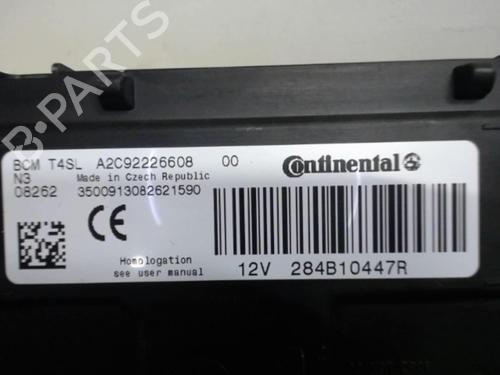 BCM T4SL A2C92226608 00
N3 Made in Czech Republic
08262 3500913082621590
Continental
CE
Homologation
see user manual
12V 284B10447R
B-PARTS